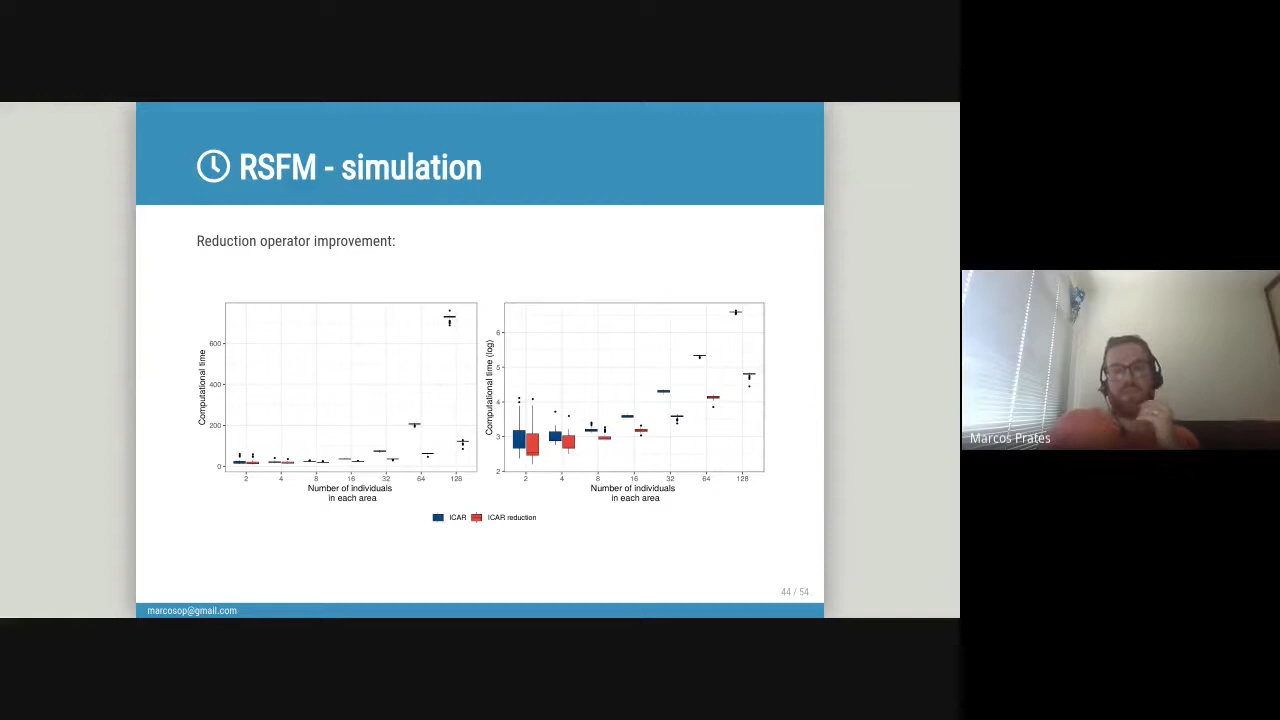 RSFM - simulation
Reduction operator improvement:
Computational time
600
400
200
0
2 4 8 16 32 64 128
Number of individuals
in each area
Computational time (log)
6
5
4
3
2
2 4 8 16 32 64 128
Number of individuals
in each area
ICAR ICAR reduction
44 / 54
marcosop@gmail.com
Marcos Prates